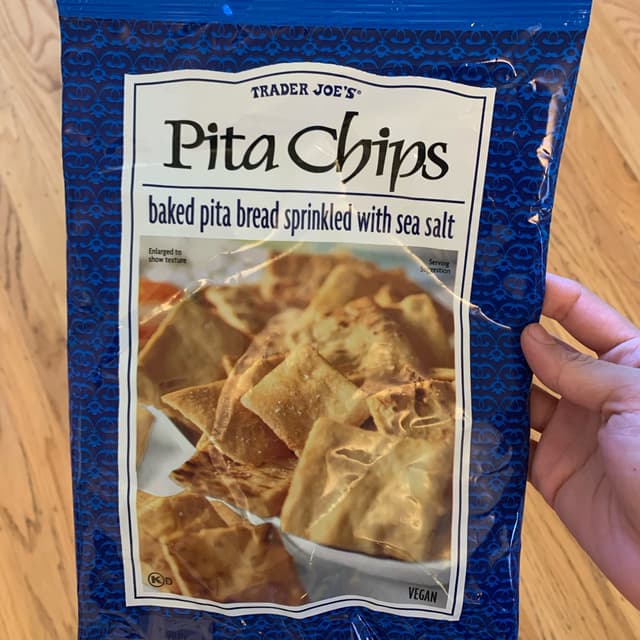 TRADER JOE'S®
Pita Chips
baked pita bread sprinkled with sea salt
Enlarged to
show texture
Serving
Suggestion
K D
VEGAN